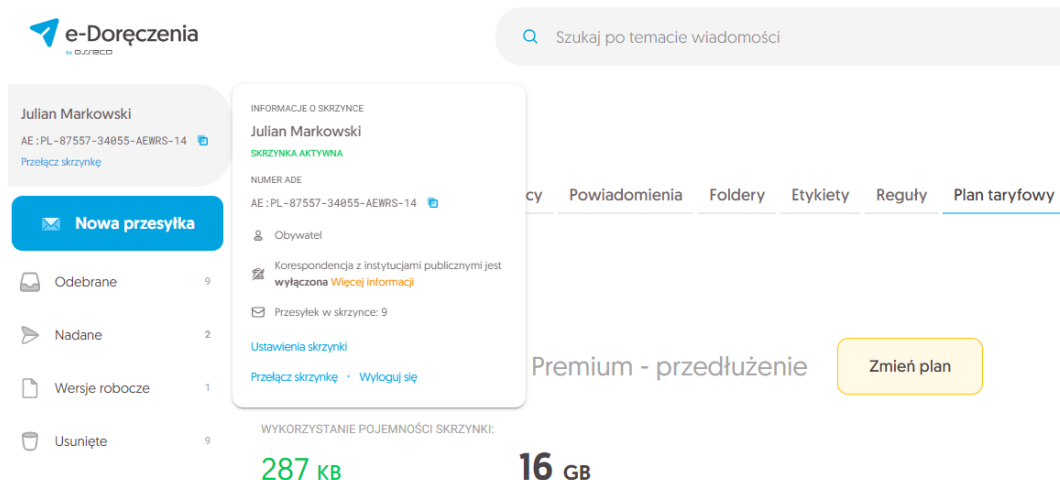 e-Doręczenia
by asseco
Szukaj po temacie wiadomości
Julian Markowski
AE:PL-87557-34055-AEWRS-14
Przełącz skrzynkę
Nowa przesyłka
Odebrane 9
Nadane 2
Wersje robocze 1
Usunięte 9
INFORMACJE O SKRZYNCE
Julian Markowski
SKRZYNKA AKTYWNA
NUMER ADE
AE:PL-87557-34055-AEWRS-14
Obywatel
Korespondencja z instytucjami publicznymi jest
wyłączona Więcej informacji
Przesyłek w skrzynce: 9
Ustawienia skrzynki
Przełącz skrzynkę · Wyloguj się
cy Powiadomienia Foldery Etykiety Reguły Plan taryfowy
Premium - przedłużenie Zmień plan
WYKORZYSTANIE POJEMNOŚCI SKRZYNKI:
287 KB 16 GB